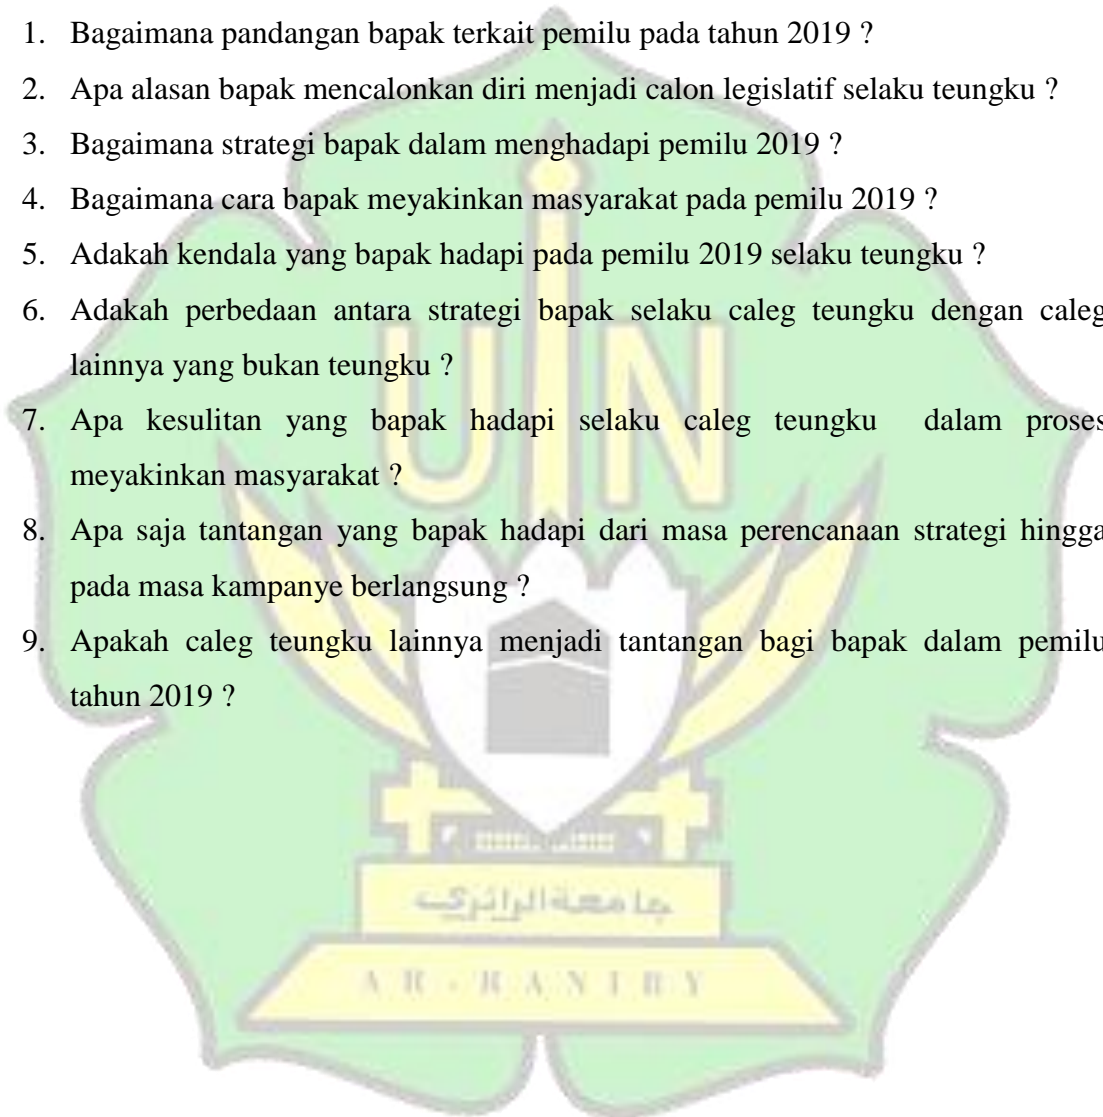 1. Bagaimana pandangan bapak terkait pemilu pada tahun 2019 ?
2. Apa alasan bapak mencalonkan diri menjadi calon legislatif selaku teungku ?
3. Bagaimana strategi bapak dalam menghadapi pemilu 2019 ?
4. Bagaimana cara bapak meyakinkan masyarakat pada pemilu 2019 ?
5. Adakah kendala yang bapak hadapi pada pemilu 2019 selaku teungku ?
6. Adakah perbedaan antara strategi bapak selaku caleg teungku dengan caleg
lainnya yang bukan teungku ?
7. Apa kesulitan yang bapak hadapi selaku caleg teungku dalam proses
meyakinkan masyarakat ?
8. Apa saja tantangan yang bapak hadapi dari masa perencanaan strategi hingga
pada masa kampanye berlangsung ?
9. Apakah caleg teungku lainnya menjadi tantangan bagi bapak dalam pemilu
tahun 2019 ?
UIN
جامعة الرانري
AR-RANIRY